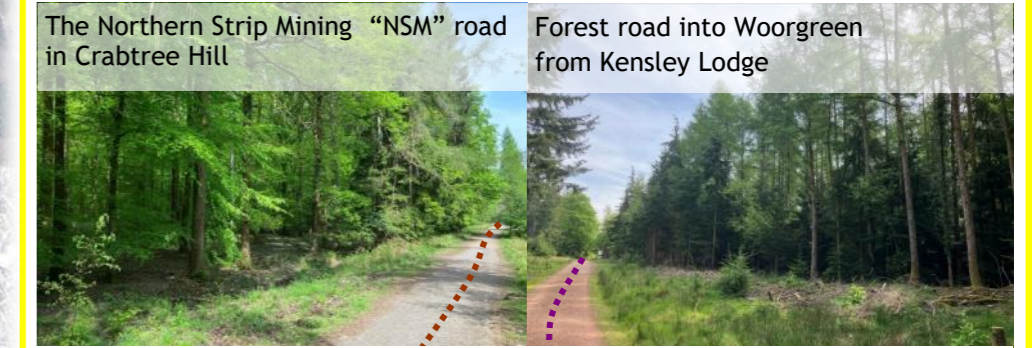 The Northern Strip Mining “NSM” road
in Crabtree Hill
Forest road into Woorgreen
from Kensley Lodge